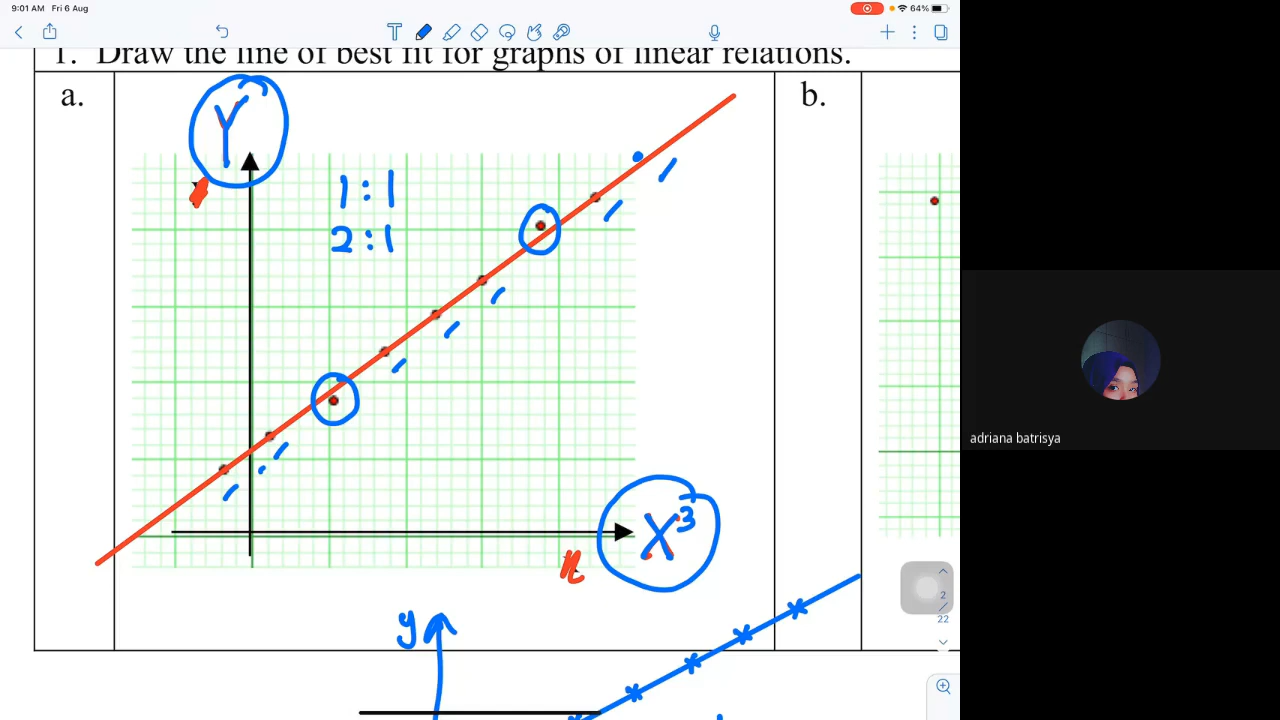 9:01 AM Fri 6 Aug
64%
1. Draw the line of best fit for graphs of linear relations.
a.
b.
Y
1 : 1
2 : 1
X³
x
y
2
/
22
adriana batrisya